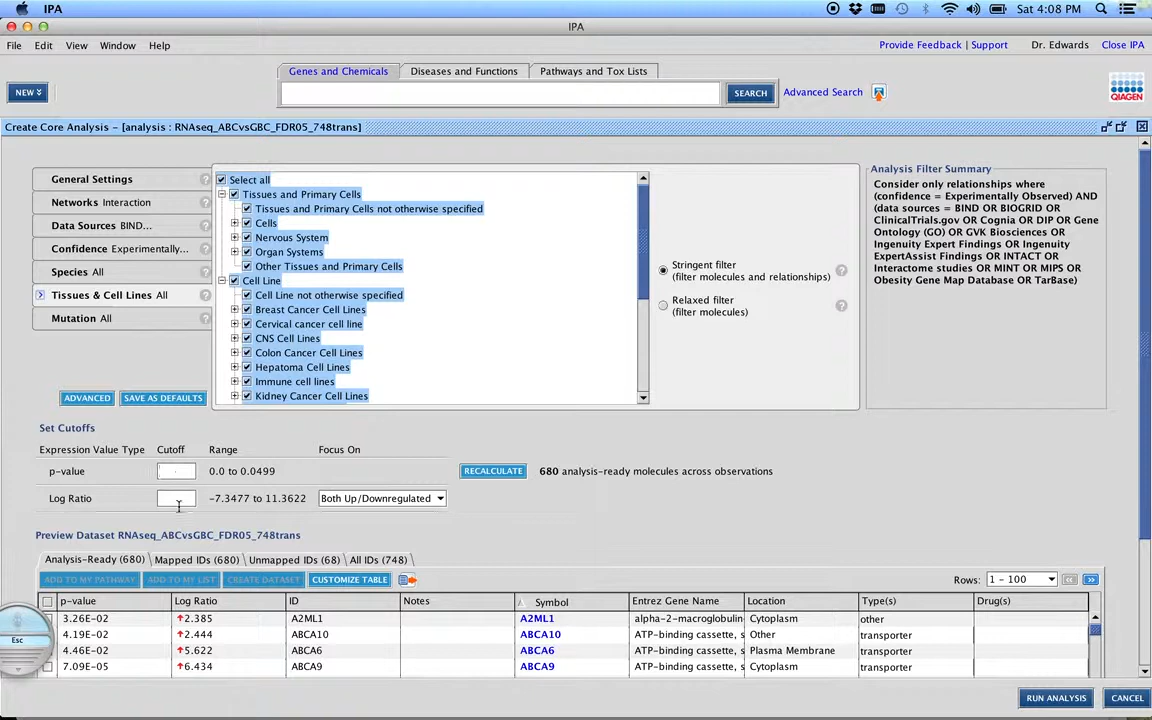 IPA
Sat 4:08 PM
IPA
File Edit View Window Help
Provide Feedback | Support Dr. Edwards Close IPA
Genes and Chemicals Diseases and Functions Pathways and Tox Lists
NEW SEARCH Advanced Search
QIAGEN
Create Core Analysis - [analysis : RNAseq_ABCvsGBC_FDR05_748trans]
General Settings ?
Networks Interaction ?
Data Sources BIND... ?
Confidence Experimentally... ?
Species All ?
Tissues & Cell Lines All ?
Mutation All ?
ADVANCED SAVE AS DEFAULTS
Select all
Tissues and Primary Cells
Tissues and Primary Cells not otherwise specified
Cells
Nervous System
Organ Systems
Other Tissues and Primary Cells
Cell Line
Cell Line not otherwise specified
Breast Cancer Cell Lines
Cervical cancer cell line
CNS Cell Lines
Colon Cancer Cell Lines
Hepatoma Cell Lines
Immune cell lines
Kidney Cancer Cell Lines
Stringent filter
(filter molecules and relationships) ?
Relaxed filter
(filter molecules) ?
Analysis Filter Summary
Consider only relationships where
(confidence = Experimentally Observed) AND
(data sources = BIND OR BIOGRID OR
ClinicalTrials.gov OR Cognia OR DIP OR Gene
Ontology (GO) OR GVK Biosciences OR
Ingenuity Expert Findings OR Ingenuity
ExpertAssist Findings OR INTACT OR
Interactome studies OR MINT OR MIPS OR
Obesity Gene Map Database OR TarBase)
Set Cutoffs
Expression Value Type Cutoff Range Focus On
p-value 0.0 to 0.0499 RECALCULATE 680 analysis-ready molecules across observations
Log Ratio -7.3477 to 11.3622 Both Up/Downregulated
Preview Dataset RNAseq_ABCvsGBC_FDR05_748trans
Analysis-Ready (680) Mapped IDs (680) Unmapped IDs (68) All IDs (748)
ADD TO MY PATHWAY ADD TO MY LIST CREATE DATASET CUSTOMIZE TABLE Rows: 1 - 100 << >>
p-value Log Ratio ID Notes Symbol Entrez Gene Name Location Type(s) Drug(s)
3.26E-02 2.385 A2ML1 A2ML1 alpha-2-macroglobulin Cytoplasm other
4.19E-02 2.444 ABCA10 ABCA10 ATP-binding cassette, s Other transporter
4.46E-02 5.622 ABCA6 ABCA6 ATP-binding cassette, s Plasma Membrane transporter
7.09E-05 6.434 ABCA9 ABCA9 ATP-binding cassette, s Cytoplasm transporter
Esc
RUN ANALYSIS CANCEL